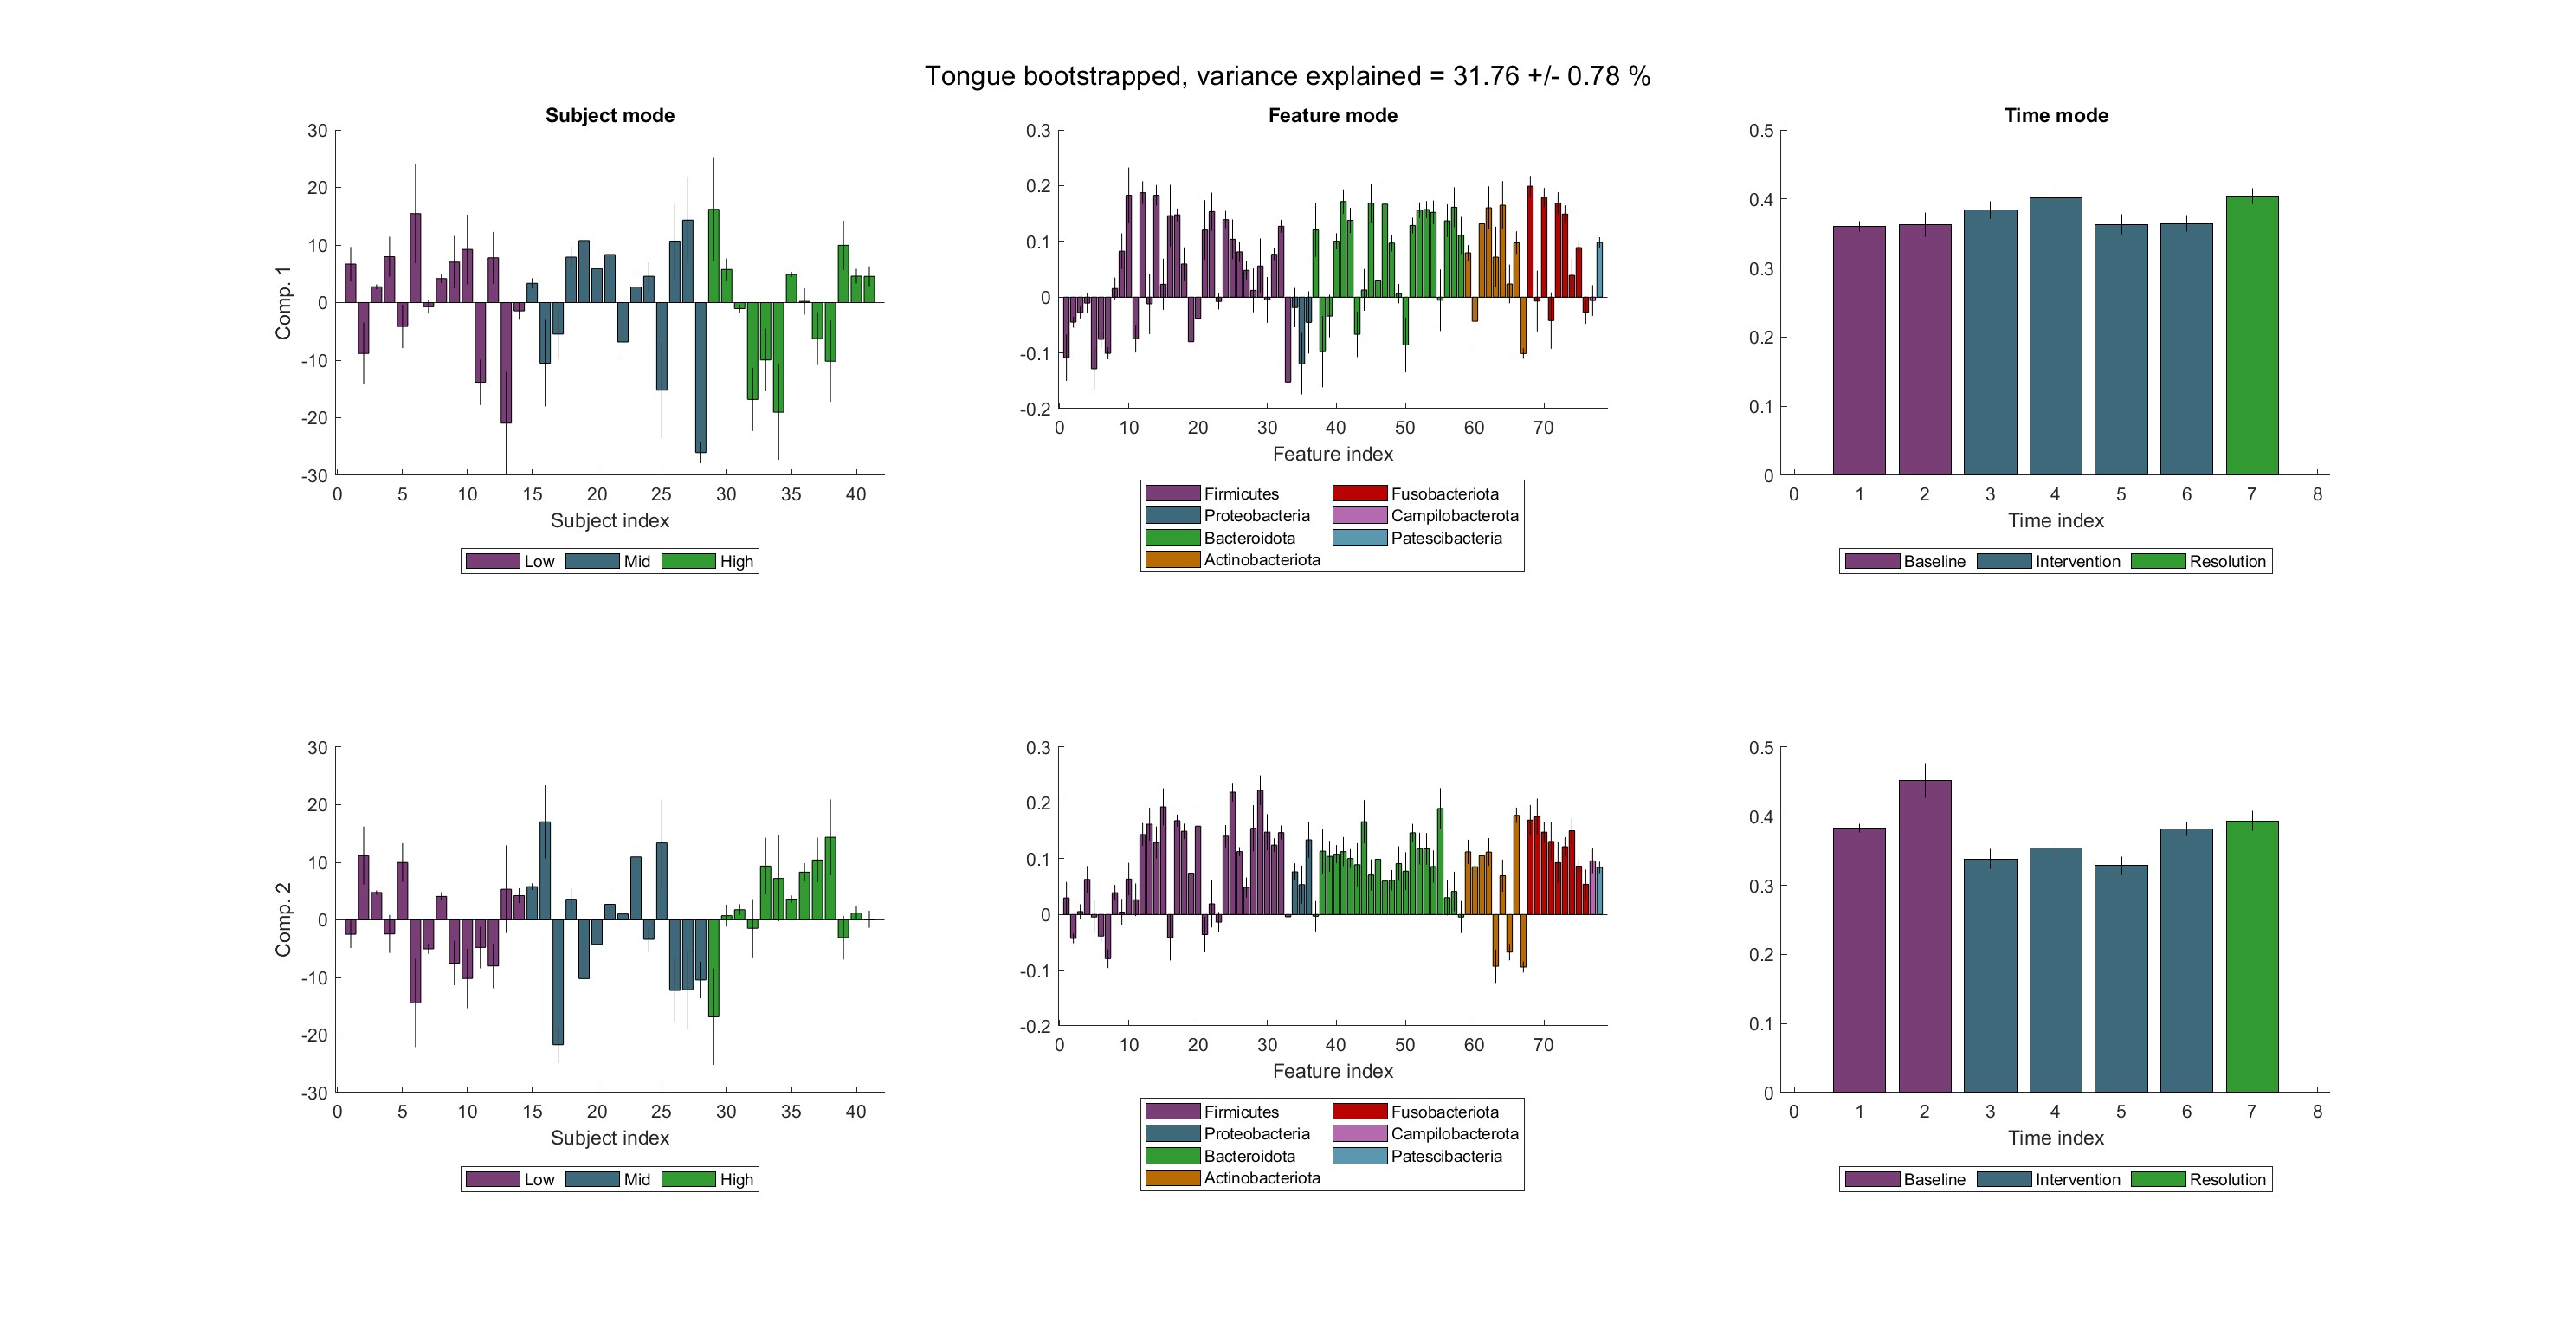 Tongue bootstrapped, variance explained = 31.76 +/- 0.78 %
Subject mode
30
20
10
0
-10
-20
-30
Comp. 1
0 5 10 15 20 25 30 35 40
Subject index
Low Mid High
Feature mode
0.3
0.2
0.1
0
-0.1
-0.2
0 10 20 30 40 50 60 70
Feature index
Firmicutes Fusobacteriota
Proteobacteria Campilobacterota
Bacteroidota Patescibacteria
Actinobacteriota
Time mode
0.5
0.4
0.3
0.2
0.1
0
0 1 2 3 4 5 6 7 8
Time index
Baseline Intervention Resolution
30
20
10
0
-10
-20
-30
Comp. 2
0 5 10 15 20 25 30 35 40
Subject index
Low Mid High
0.3
0.2
0.1
0
-0.1
-0.2
0 10 20 30 40 50 60 70
Feature index
Firmicutes Fusobacteriota
Proteobacteria Campilobacterota
Bacteroidota Patescibacteria
Actinobacteriota
0.5
0.4
0.3
0.2
0.1
0
0 1 2 3 4 5 6 7 8
Time index
Baseline Intervention Resolution